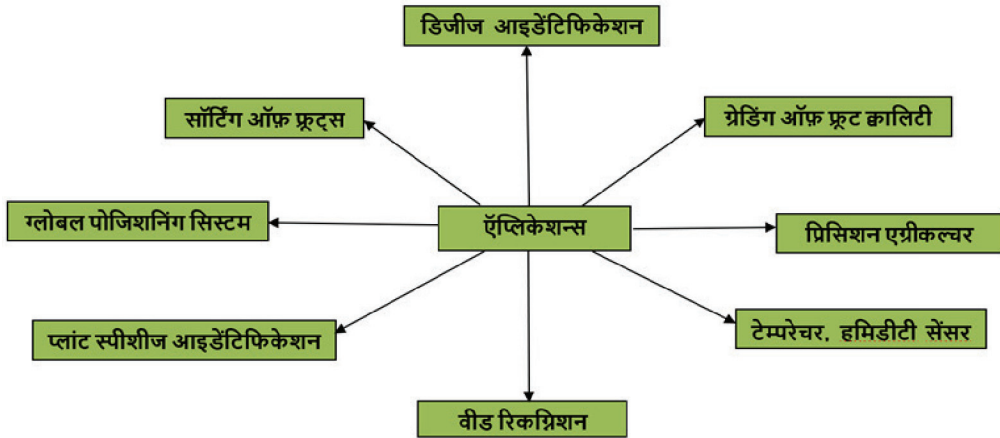 डिजीज आइडेंटिफिकेशन
सॉर्टिंग ऑफ़ फ्रूट्स
ग्रेडिंग ऑफ़ फ्रूट क्वालिटी
ग्लोबल पोजिशनिंग सिस्टम
ऍप्लिकेशन्स
प्रिसिशन एग्रीकल्चर
प्लांट स्पीशीज आइडेंटिफिकेशन
टेम्परेचर, हमिडीटी सेंसर
वीड रिकग्निशन